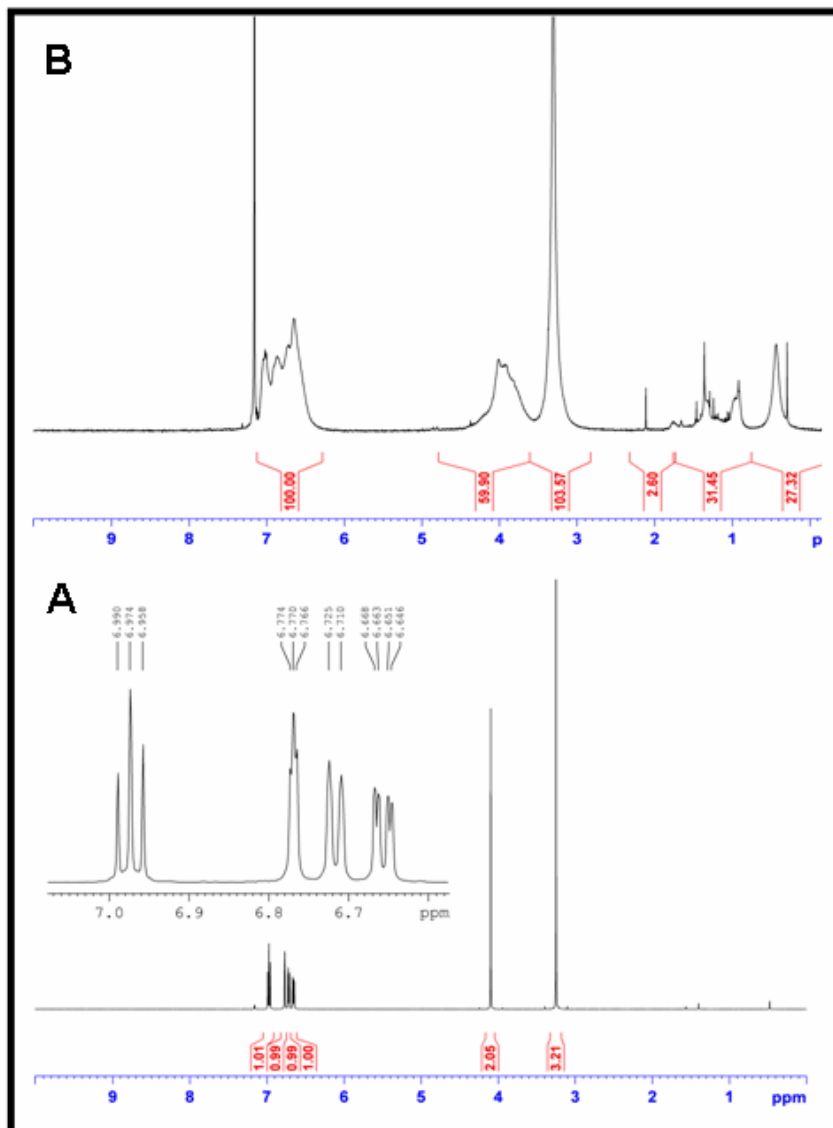 B
100.00 59.90 103.57 2.60 31.45 27.32
9 8 7 6 5 4 3 2 1 p
A
6.990 6.974 6.958 6.774 6.770 6.766 6.725 6.710 6.668 6.663 6.651 6.646
7.0 6.9 6.8 6.7 ppm
1.01 0.99 0.99 1.00 2.05 3.21
9 8 7 6 5 4 3 2 1 ppm